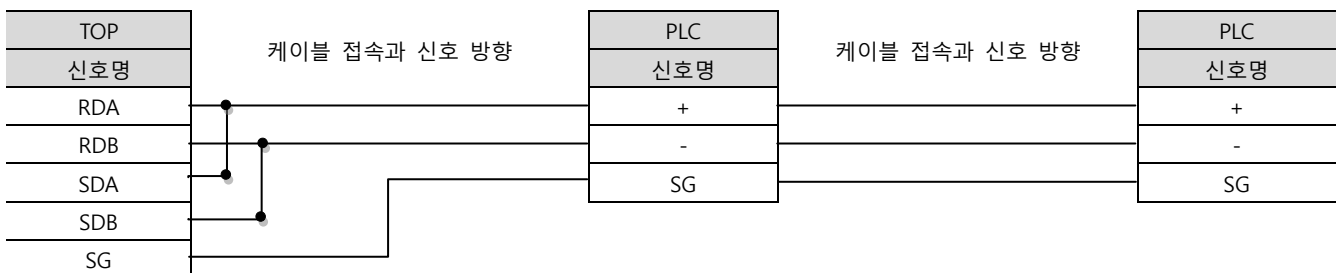 TOP
케이블 접속과 신호 방향
PLC
케이블 접속과 신호 방향
PLC
신호명
신호명
신호명
RDA
+
+
RDB
-
-
SDA
SG
SG
SDB
SG